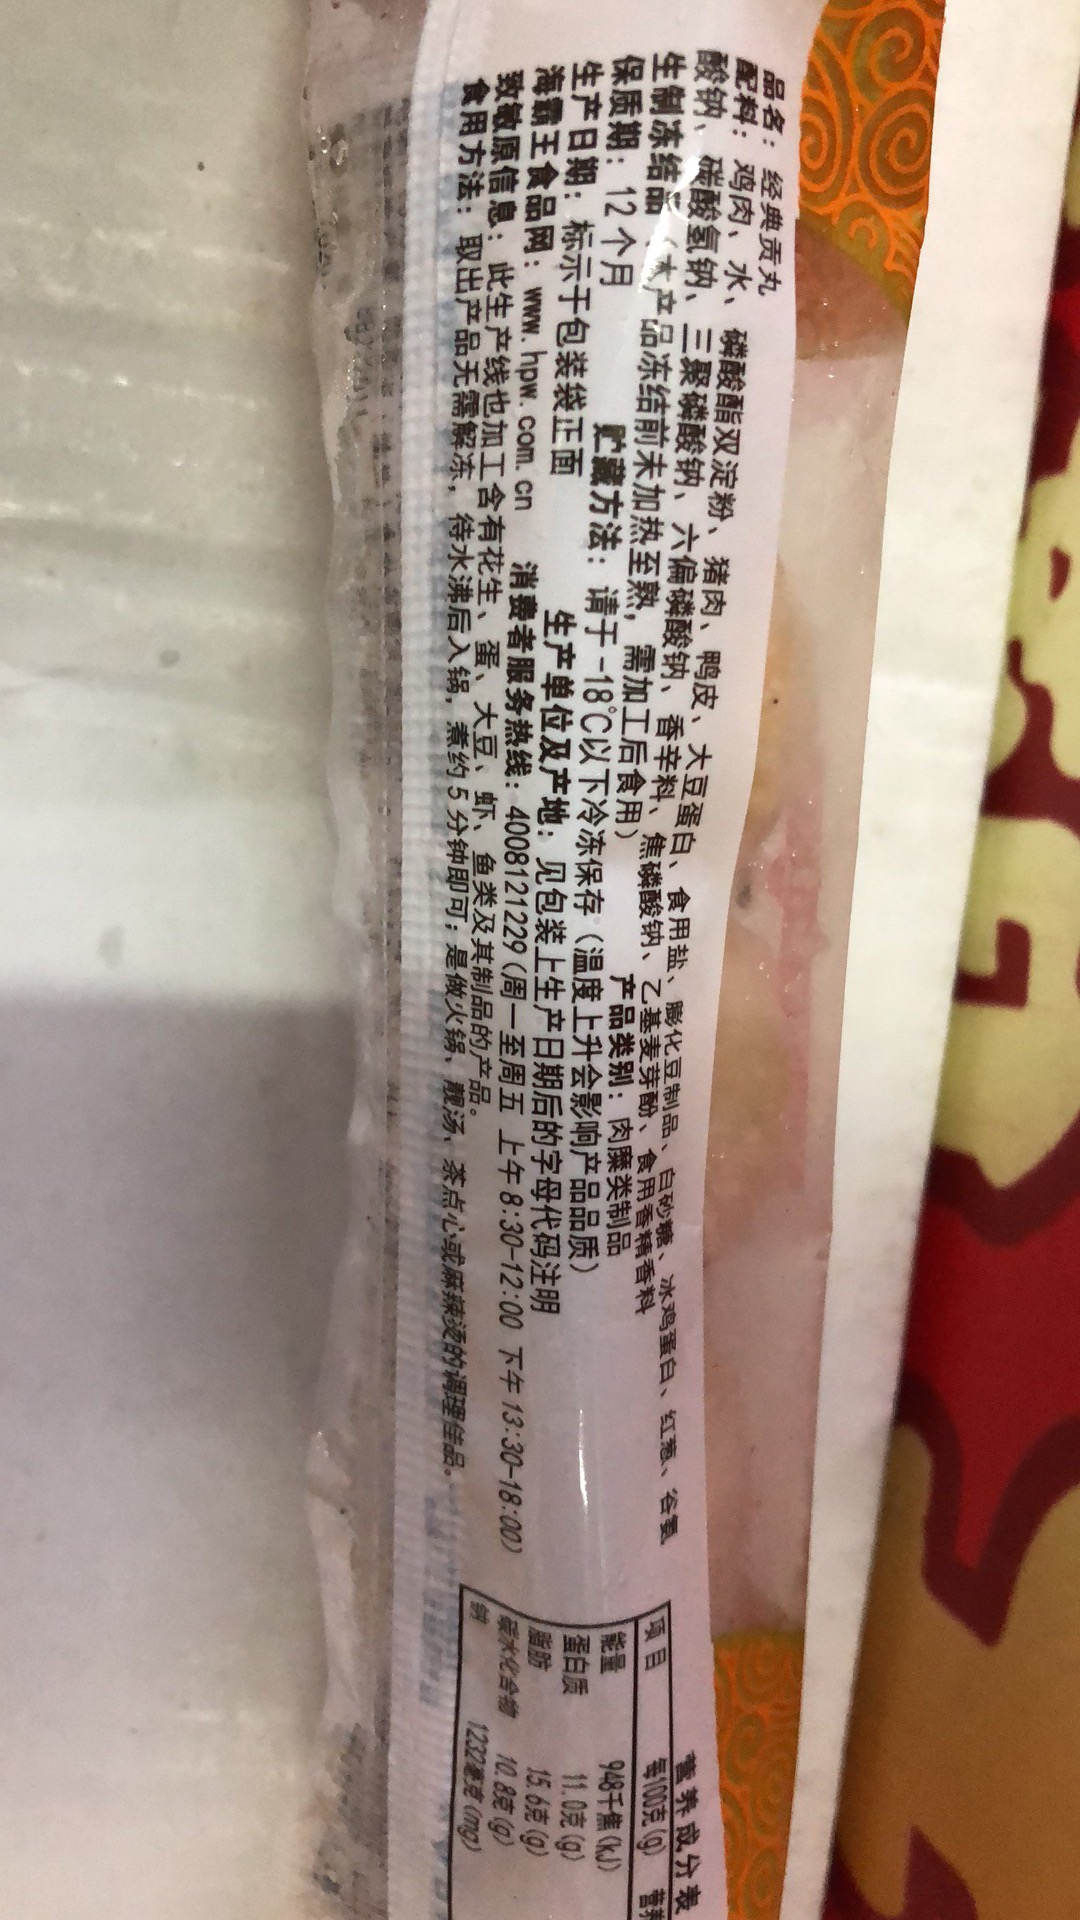 品名：经典贡丸
配料：鸡肉、水、磷酸酯双淀粉、猪肉、鸭皮、大豆蛋白、食用盐、膨化豆制品、白砂糖、冰鸡蛋白、红葱、谷氨
酸钠、碳酸氢钠、三聚磷酸钠、六偏磷酸钠、香辛料、焦磷酸钠、乙基麦芽酚、食用香精香料
生制冻结品（本产品冻结前未加热至熟，需加工后食用） 产品类别：肉糜类制品
保质期：12个月 贮藏方法：请于-18℃以下冷冻保存（温度上升会影响产品品质）
生产日期：标示于包装袋正面 生产单位及产地：见包装上生产日期后的字母代码注明
海霸王食品网：www.hpw.com.cn 消费者服务热线：4008121229(周一至周五 上午8:30-12:00 下午13:30-18:00)
致敏原信息：此生产线也加工含有花生、蛋、大豆、虾、鱼类及其制品的产品。
食用方法：取出产品无需解冻，待水沸后入锅，煮约5分钟即可；是做火锅、靓汤、茶点心或麻辣烫的调理佳品。
营养成分表
项目 每100克(g) 营养
能量 948千焦(kJ)
蛋白质 11.0克(g)
脂肪 15.6克(g)
碳水化合物 10.8克(g)
钠 1232毫克(mg)